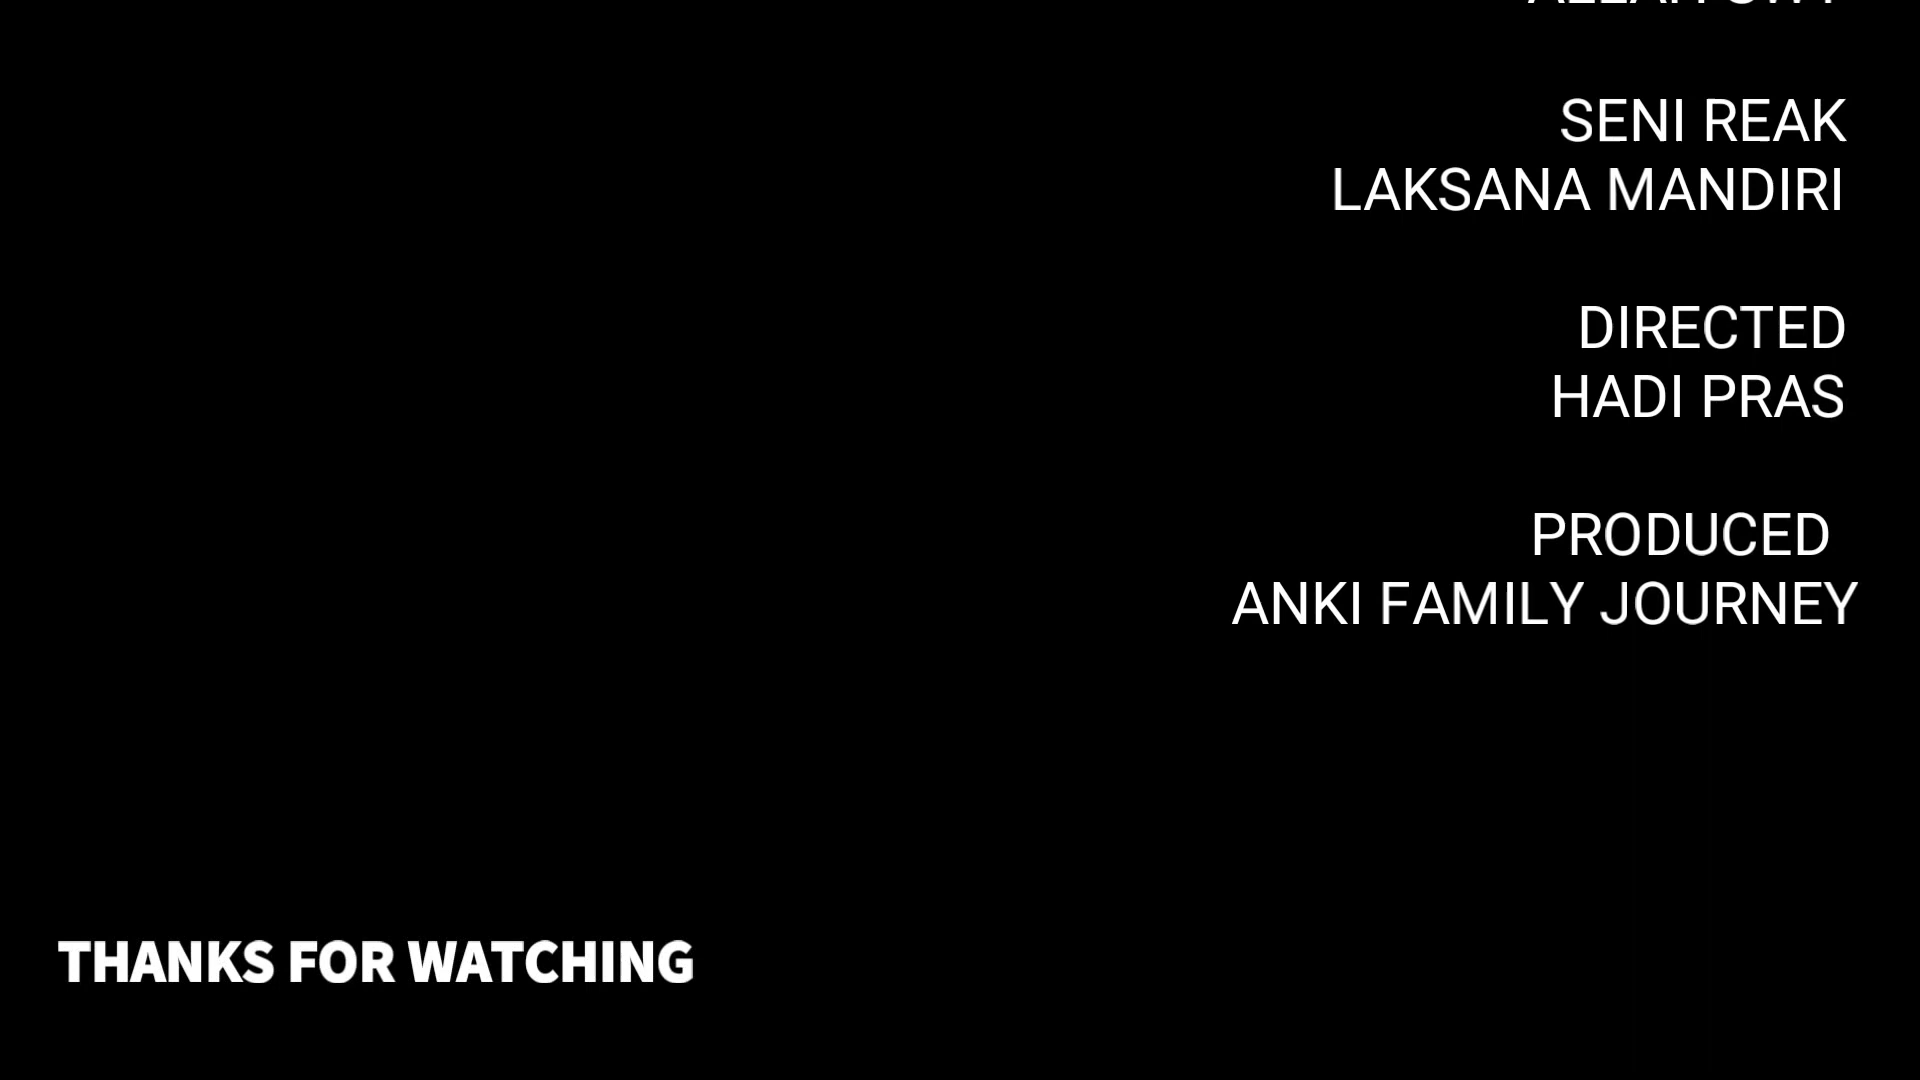 SENI REAK
LAKSANA MANDIRI
DIRECTED
HADI PRAS
PRODUCED
ANKI FAMILY JOURNEY
THANKS FOR WATCHING